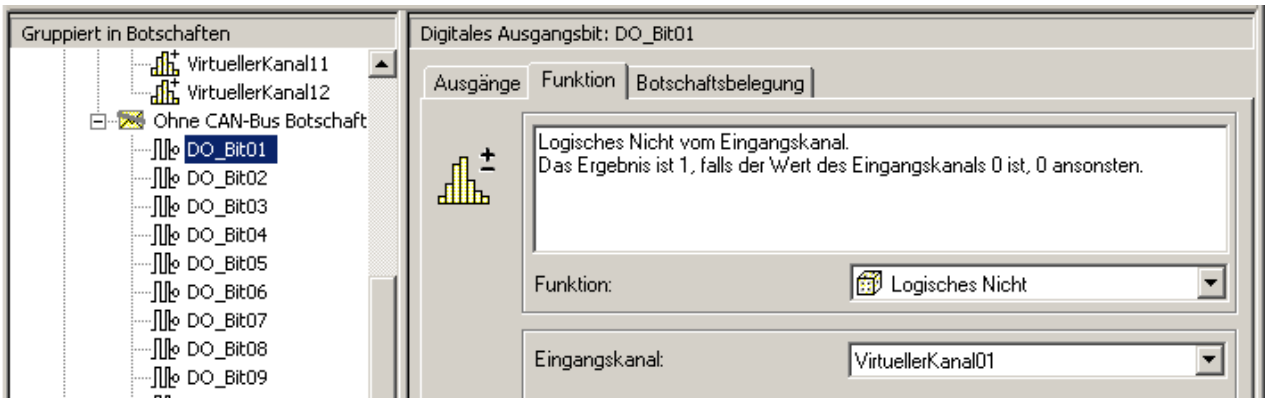 Gruppiert in Botschaften
VirtuellerKanal11
VirtuellerKanal12
Ohne CAN-Bus Botschaft
DO_Bit01
DO_Bit02
DO_Bit03
DO_Bit04
DO_Bit05
DO_Bit06
DO_Bit07
DO_Bit08
DO_Bit09
Digitales Ausgangsbit: DO_Bit01
Ausgänge Funktion Botschaftsbelegung
Logisches Nicht vom Eingangskanal.
Das Ergebnis ist 1, falls der Wert des Eingangskanals 0 ist, 0 ansonsten.
Funktion: Logisches Nicht
Eingangskanal: VirtuellerKanal01